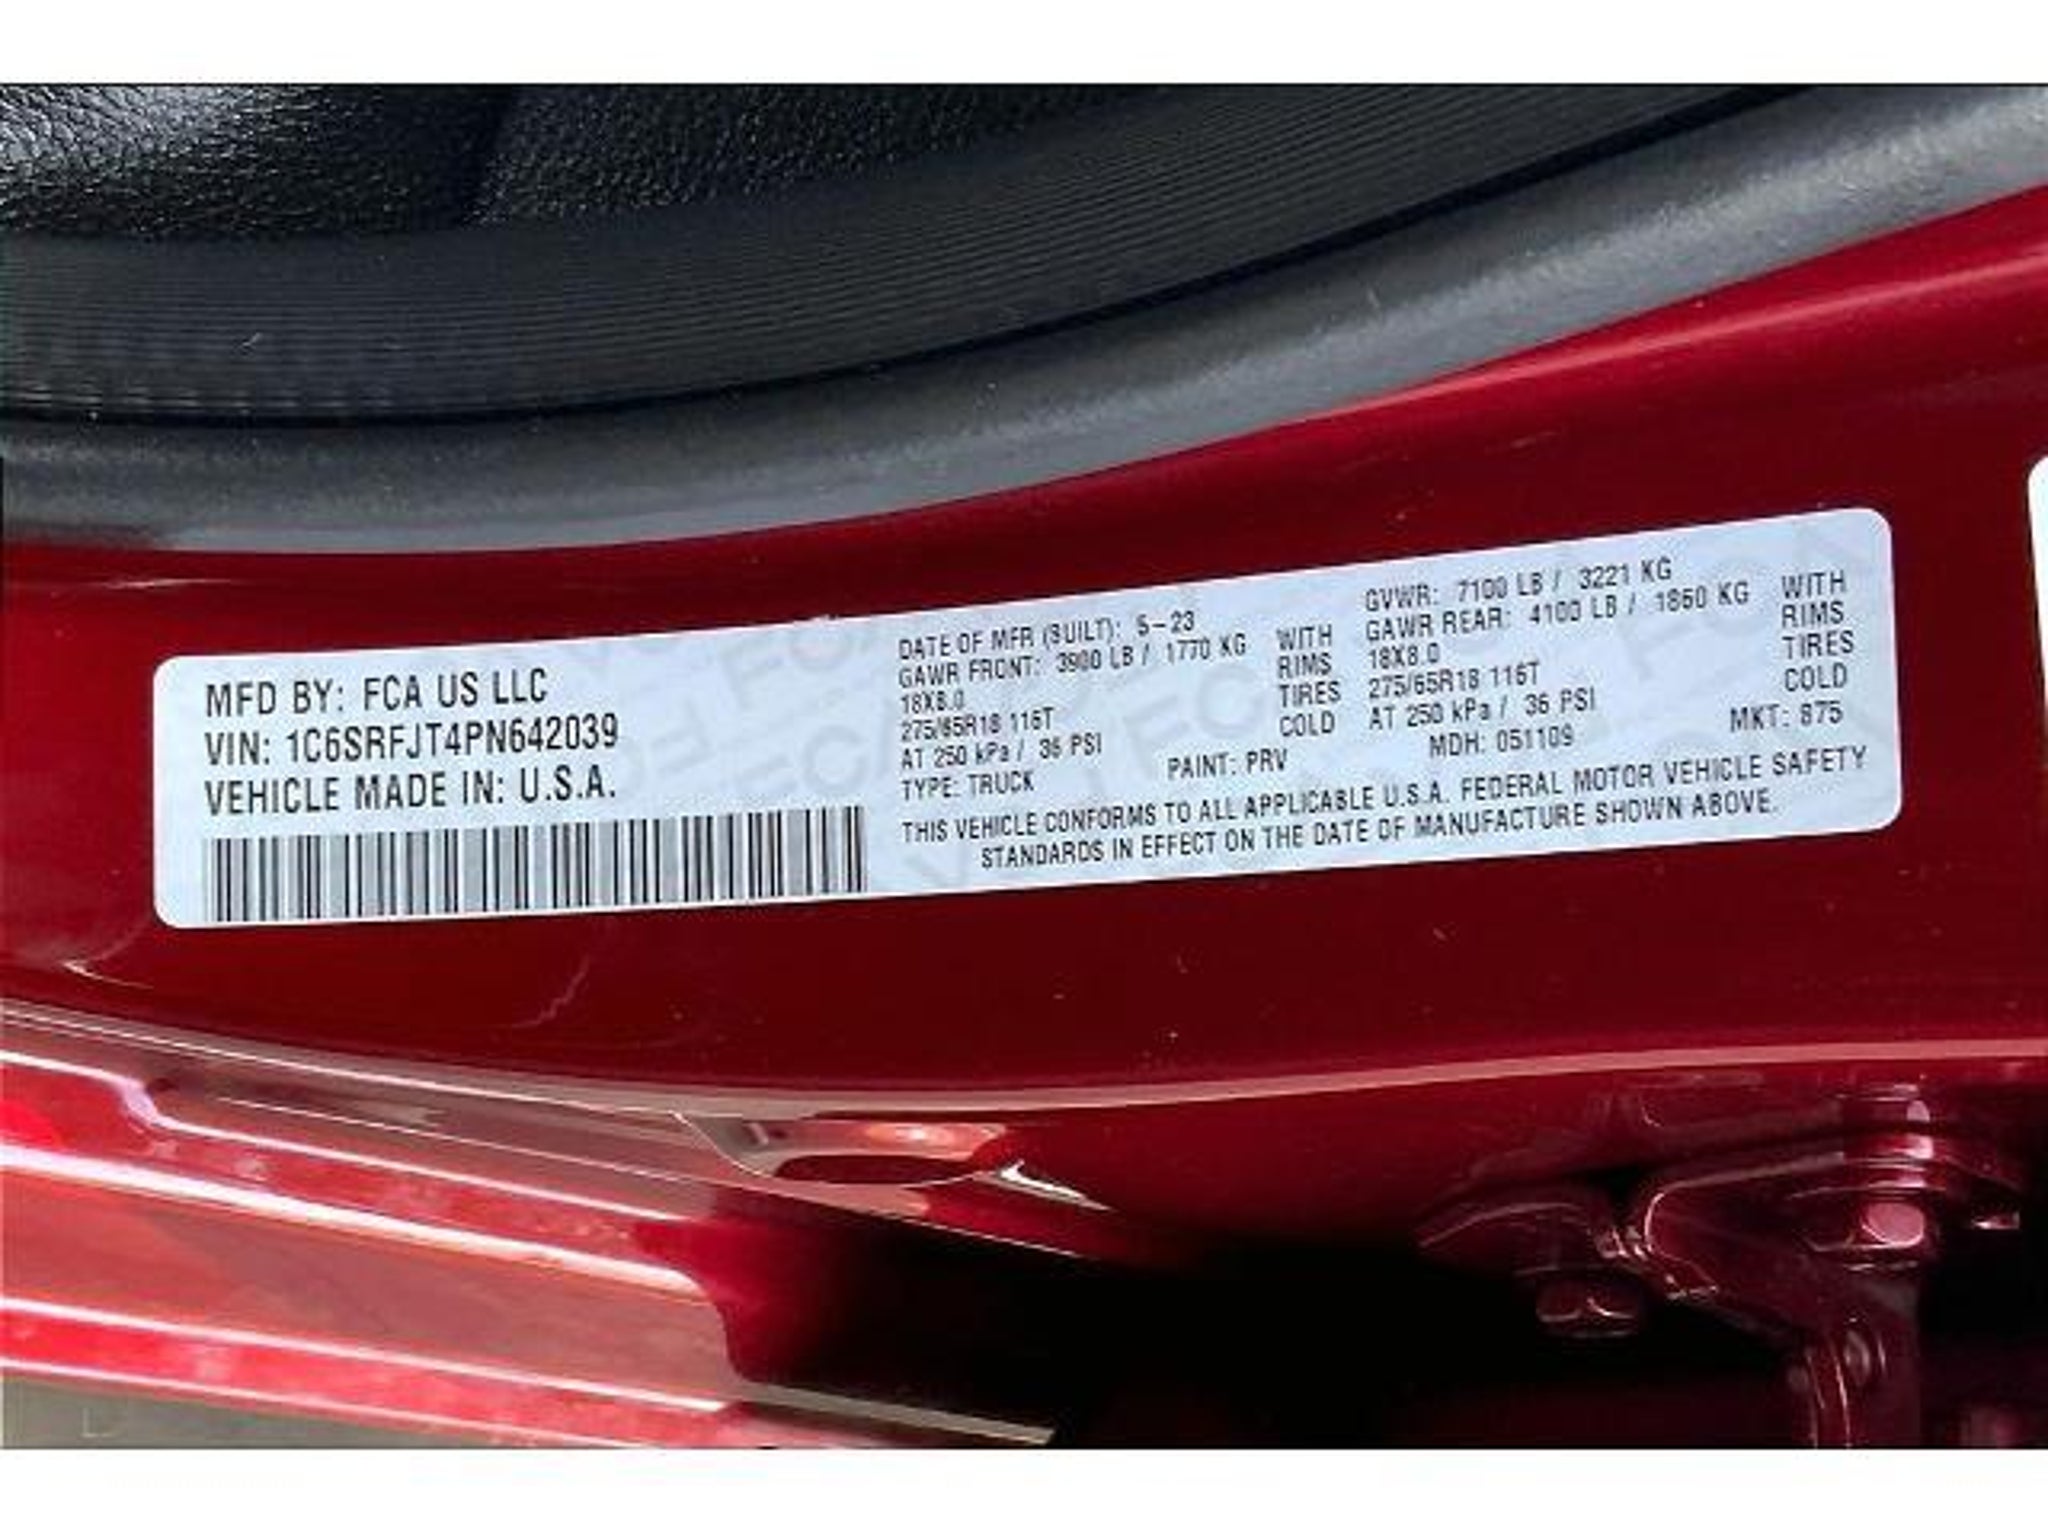 MFD BY: FCA US LLC
VIN: 1C6SRFJT4PN642039
VEHICLE MADE IN: U.S.A.
DATE OF MFR (BUILT): 5-23
GAWR FRONT: 3900 LB / 1770 KG WITH
18X8.0 RIMS
275/65R18 116T TIRES
AT 250 kPa / 36 PSI COLD
TYPE: TRUCK
PAINT: PRV
GVWR: 7100 LB / 3221 KG
GAWR REAR: 4100 LB / 1860 KG WITH
18X8.0 RIMS
275/65R18 116T TIRES
AT 250 kPa / 36 PSI COLD
MDH: 051109 MKT: 875
THIS VEHICLE CONFORMS TO ALL APPLICABLE U.S.A. FEDERAL MOTOR VEHICLE SAFETY
STANDARDS IN EFFECT ON THE DATE OF MANUFACTURE SHOWN ABOVE.